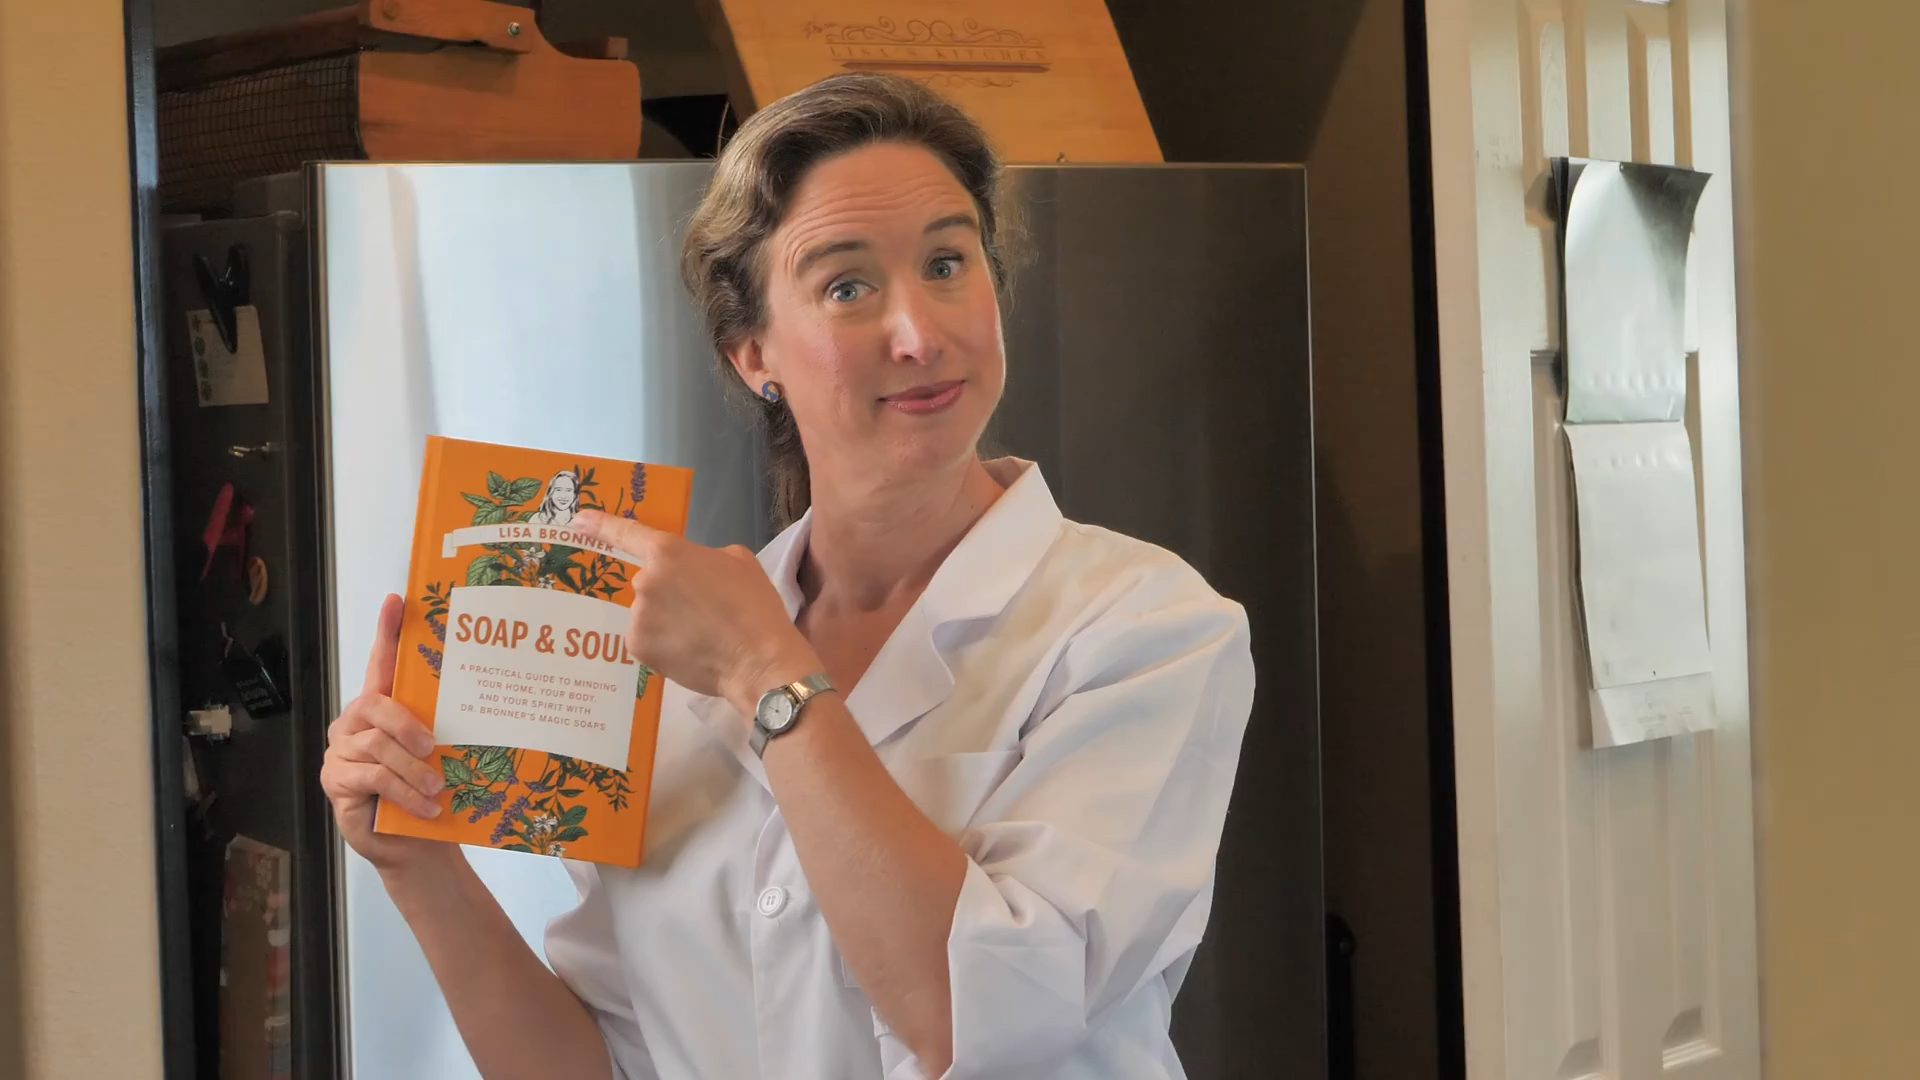 LISA'S KITCHEN
LISA BRONNER
SOAP & SOUL
A PRACTICAL GUIDE TO MINDING
YOUR HOME, YOUR BODY,
AND YOUR SPIRIT WITH
DR. BRONNER'S MAGIC SOAPS